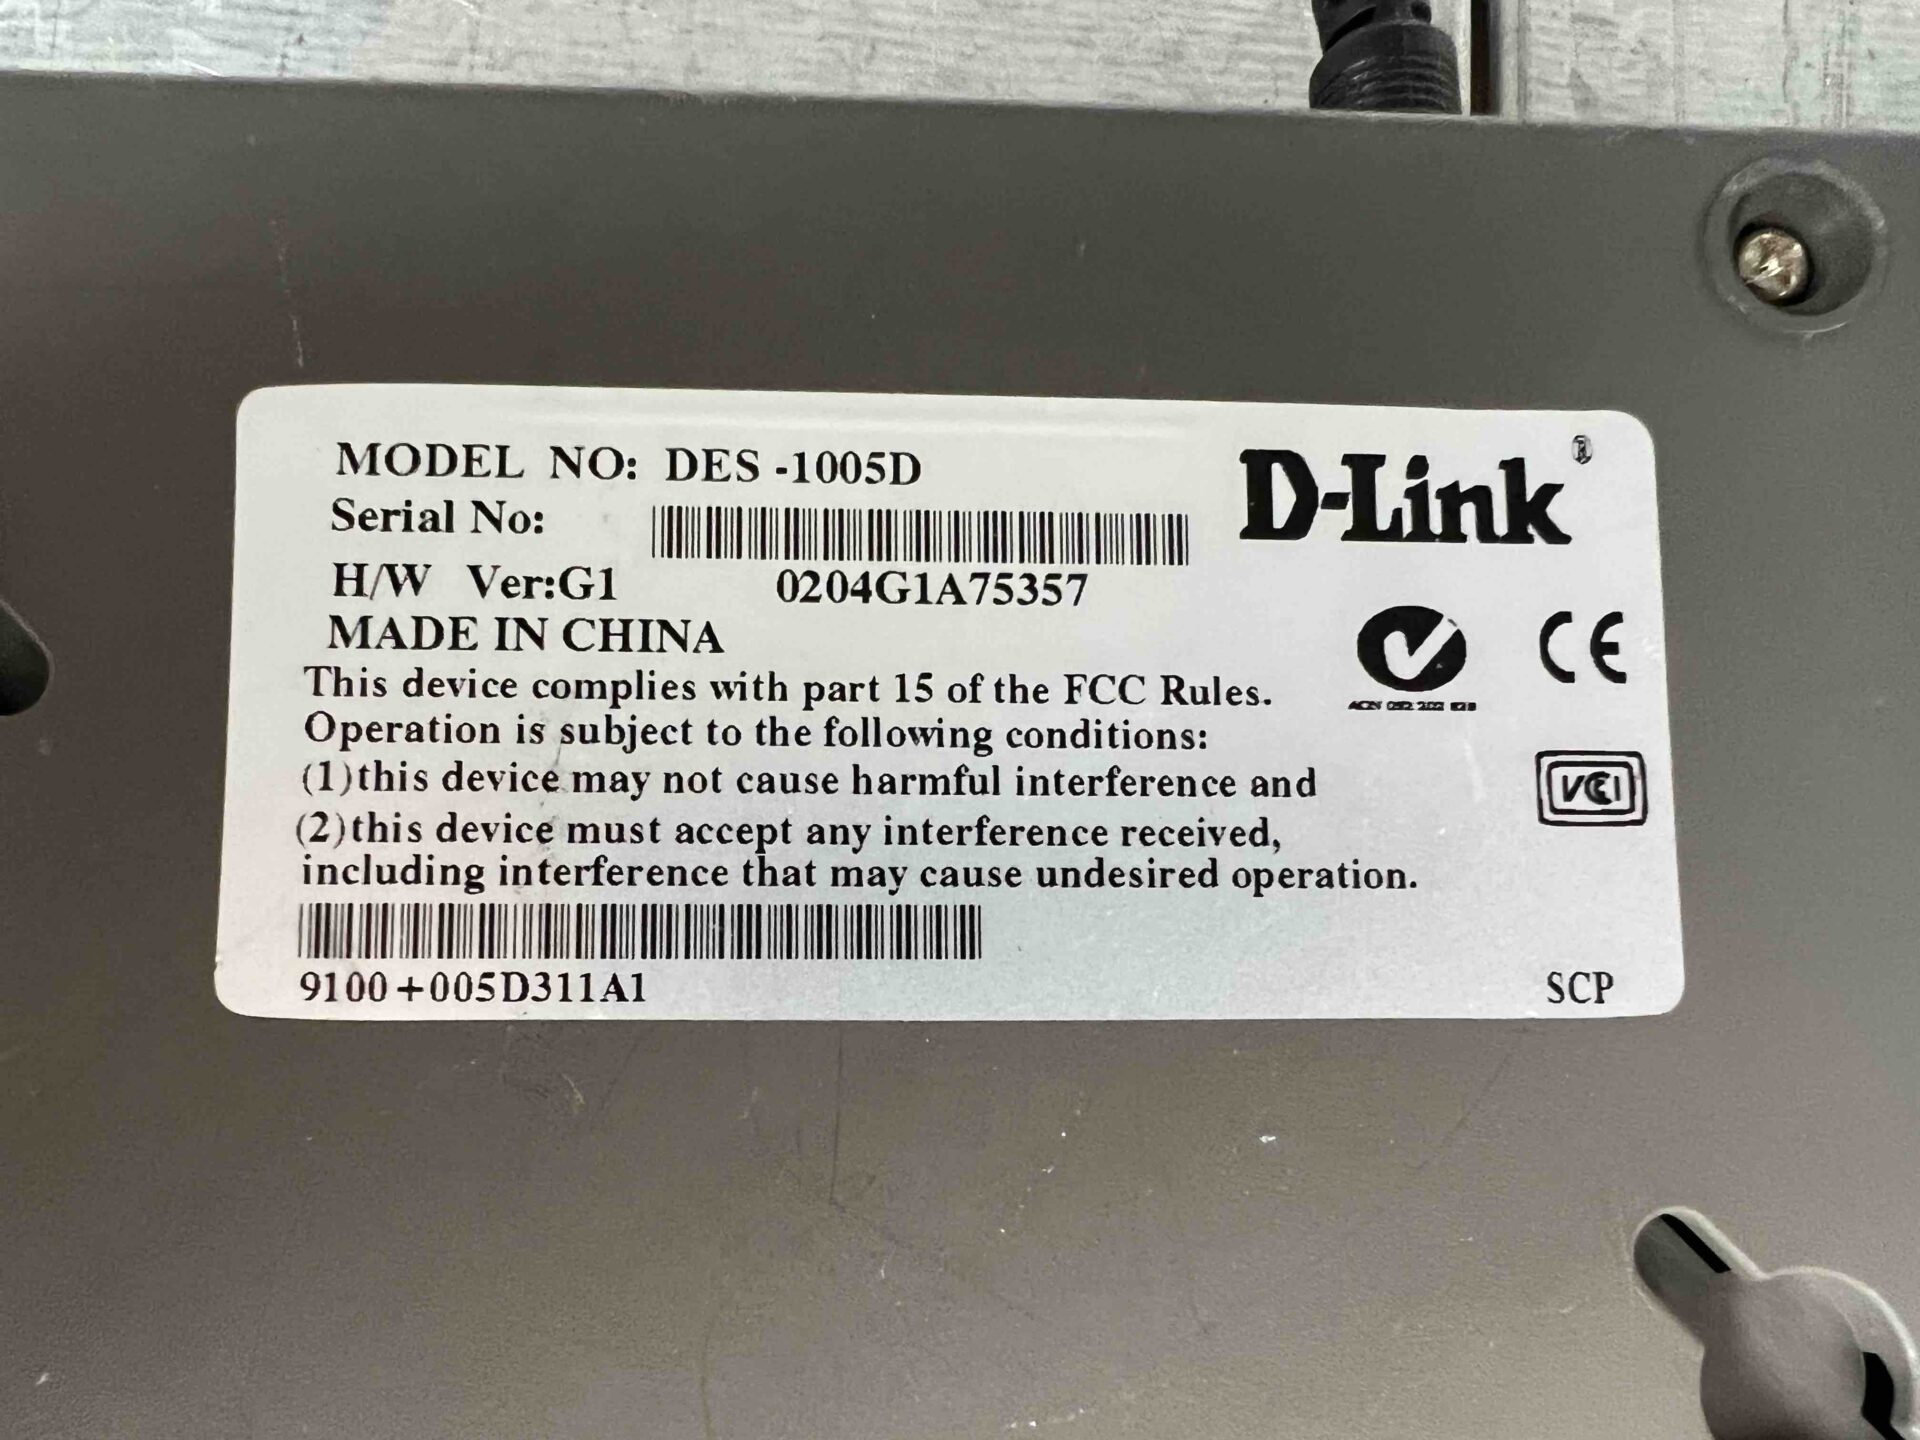 MODEL NO: DES -1005D
D-Link®
Serial No:
H/W Ver:G1 0204G1A75357
MADE IN CHINA
CE
This device complies with part 15 of the FCC Rules.
ACN
Operation is subject to the following conditions:
(1)this device may not cause harmful interference and
VCI
(2)this device must accept any interference received,
including interference that may cause undesired operation.
9100+005D311A1
SCP